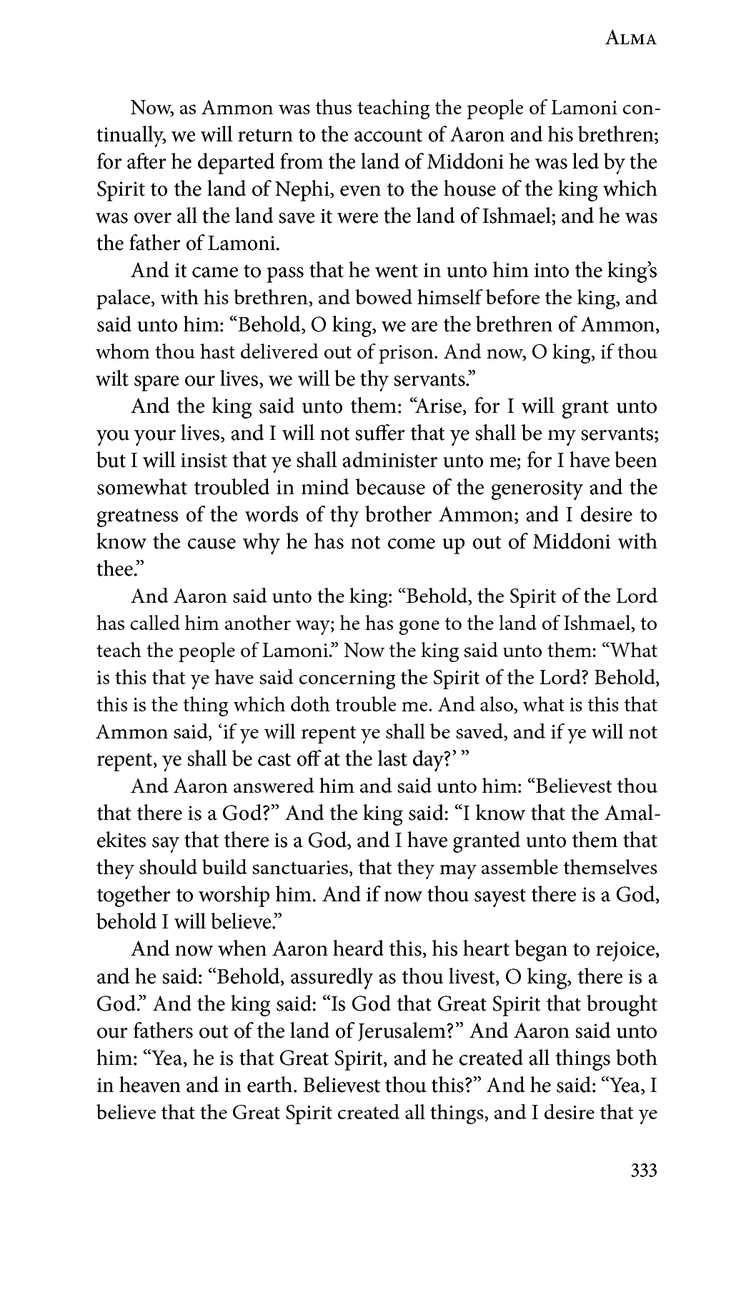 Alma
Now, as Ammon was thus teaching the people of Lamoni con-
tinually, we will return to the account of Aaron and his brethren;
for after he departed from the land of Middoni he was led by the
Spirit to the land of Nephi, even to the house of the king which
was over all the land save it were the land of Ishmael; and he was
the father of Lamoni.
And it came to pass that he went in unto him into the king’s
palace, with his brethren, and bowed himself before the king, and
said unto him: “Behold, O king, we are the brethren of Ammon,
whom thou hast delivered out of prison. And now, O king, if thou
wilt spare our lives, we will be thy servants.”
And the king said unto them: “Arise, for I will grant unto
you your lives, and I will not suffer that ye shall be my servants;
but I will insist that ye shall administer unto me; for I have been
somewhat troubled in mind because of the generosity and the
greatness of the words of thy brother Ammon; and I desire to
know the cause why he has not come up out of Middoni with
thee.”
And Aaron said unto the king: “Behold, the Spirit of the Lord
has called him another way; he has gone to the land of Ishmael, to
teach the people of Lamoni.” Now the king said unto them: “What
is this that ye have said concerning the Spirit of the Lord? Behold,
this is the thing which doth trouble me. And also, what is this that
Ammon said, ‘if ye will repent ye shall be saved, and if ye will not
repent, ye shall be cast off at the last day?’ ”
And Aaron answered him and said unto him: “Believest thou
that there is a God?” And the king said: “I know that the Amal-
ekites say that there is a God, and I have granted unto them that
they should build sanctuaries, that they may assemble themselves
together to worship him. And if now thou sayest there is a God,
behold I will believe.”
And now when Aaron heard this, his heart began to rejoice,
and he said: “Behold, assuredly as thou livest, O king, there is a
God.” And the king said: “Is God that Great Spirit that brought
our fathers out of the land of Jerusalem?” And Aaron said unto
him: “Yea, he is that Great Spirit, and he created all things both
in heaven and in earth. Believest thou this?” And he said: “Yea, I
believe that the Great Spirit created all things, and I desire that ye
333